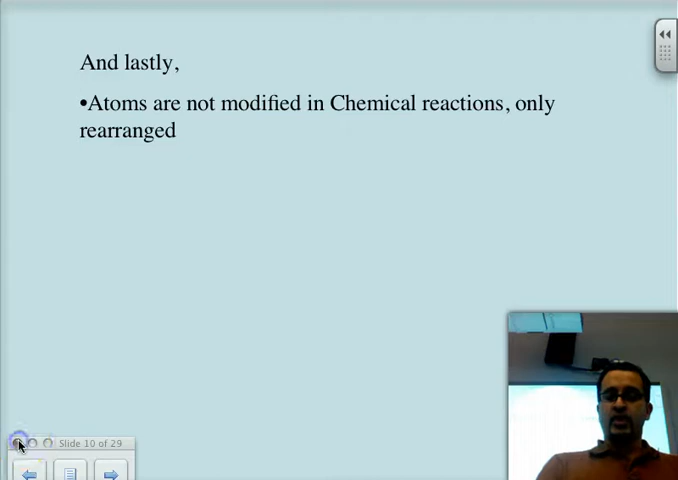 And lastly,
•Atoms are not modified in Chemical reactions, only
rearranged
Slide 10 of 29